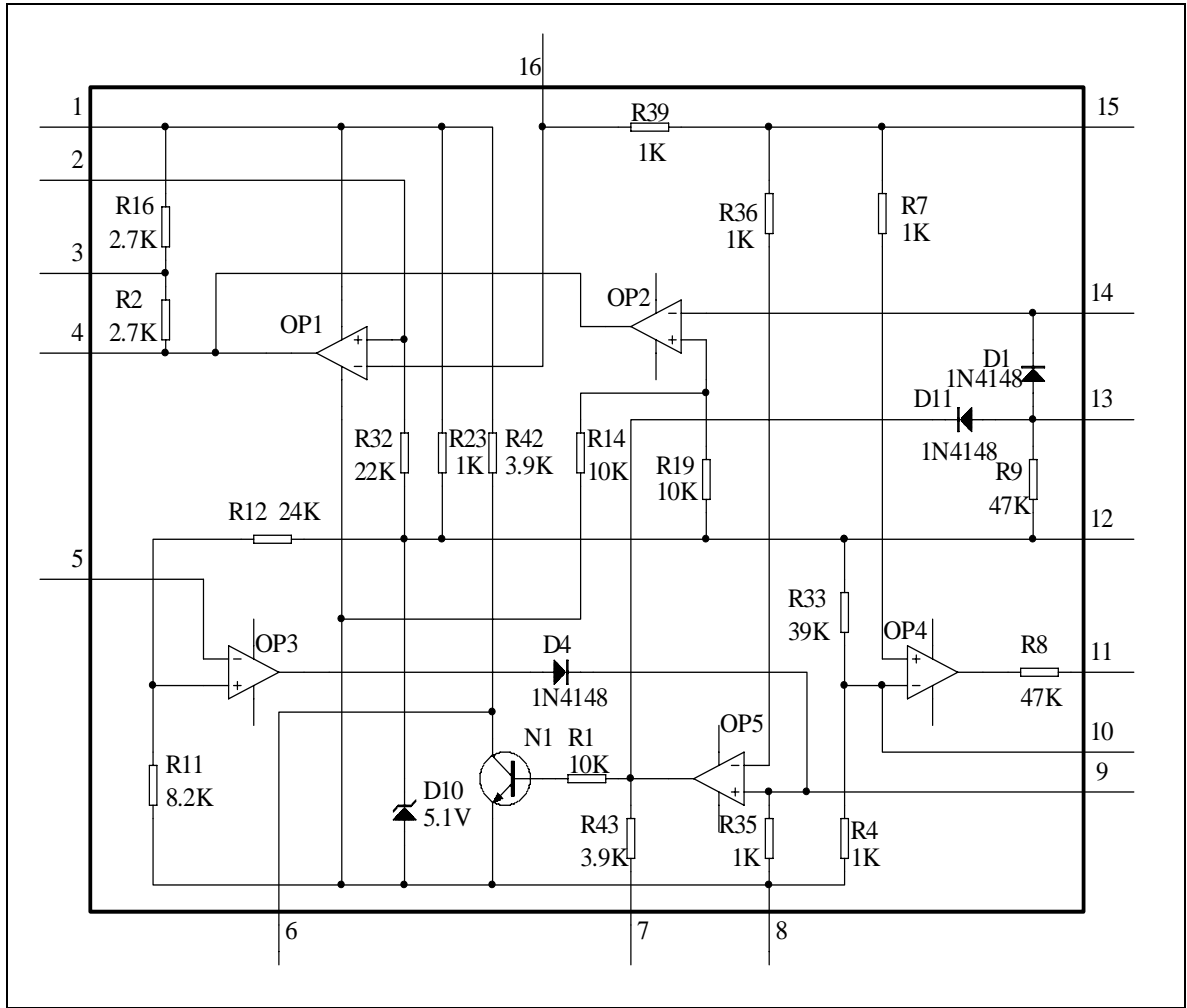 16
1
R39
15
1K
2
R16
2.7K
R36
1K
R7
1K
3
R2
2.7K
OP2
14
−
+
4
OP1
+
−
D1
1N4148
D11
13
1N4148
R32
22K
R23
1K
R42
3.9K
R14
10K
R19
10K
R9
47K
R12 24K
12
5
R33
39K
OP3
−
+
D4
1N4148
OP4
+
−
R8
47K
11
OP5
−
+
10
N1
R1
10K
9
R11
8.2K
D10
5.1V
R43
3.9K
R35
1K
R4
1K
6
7
8